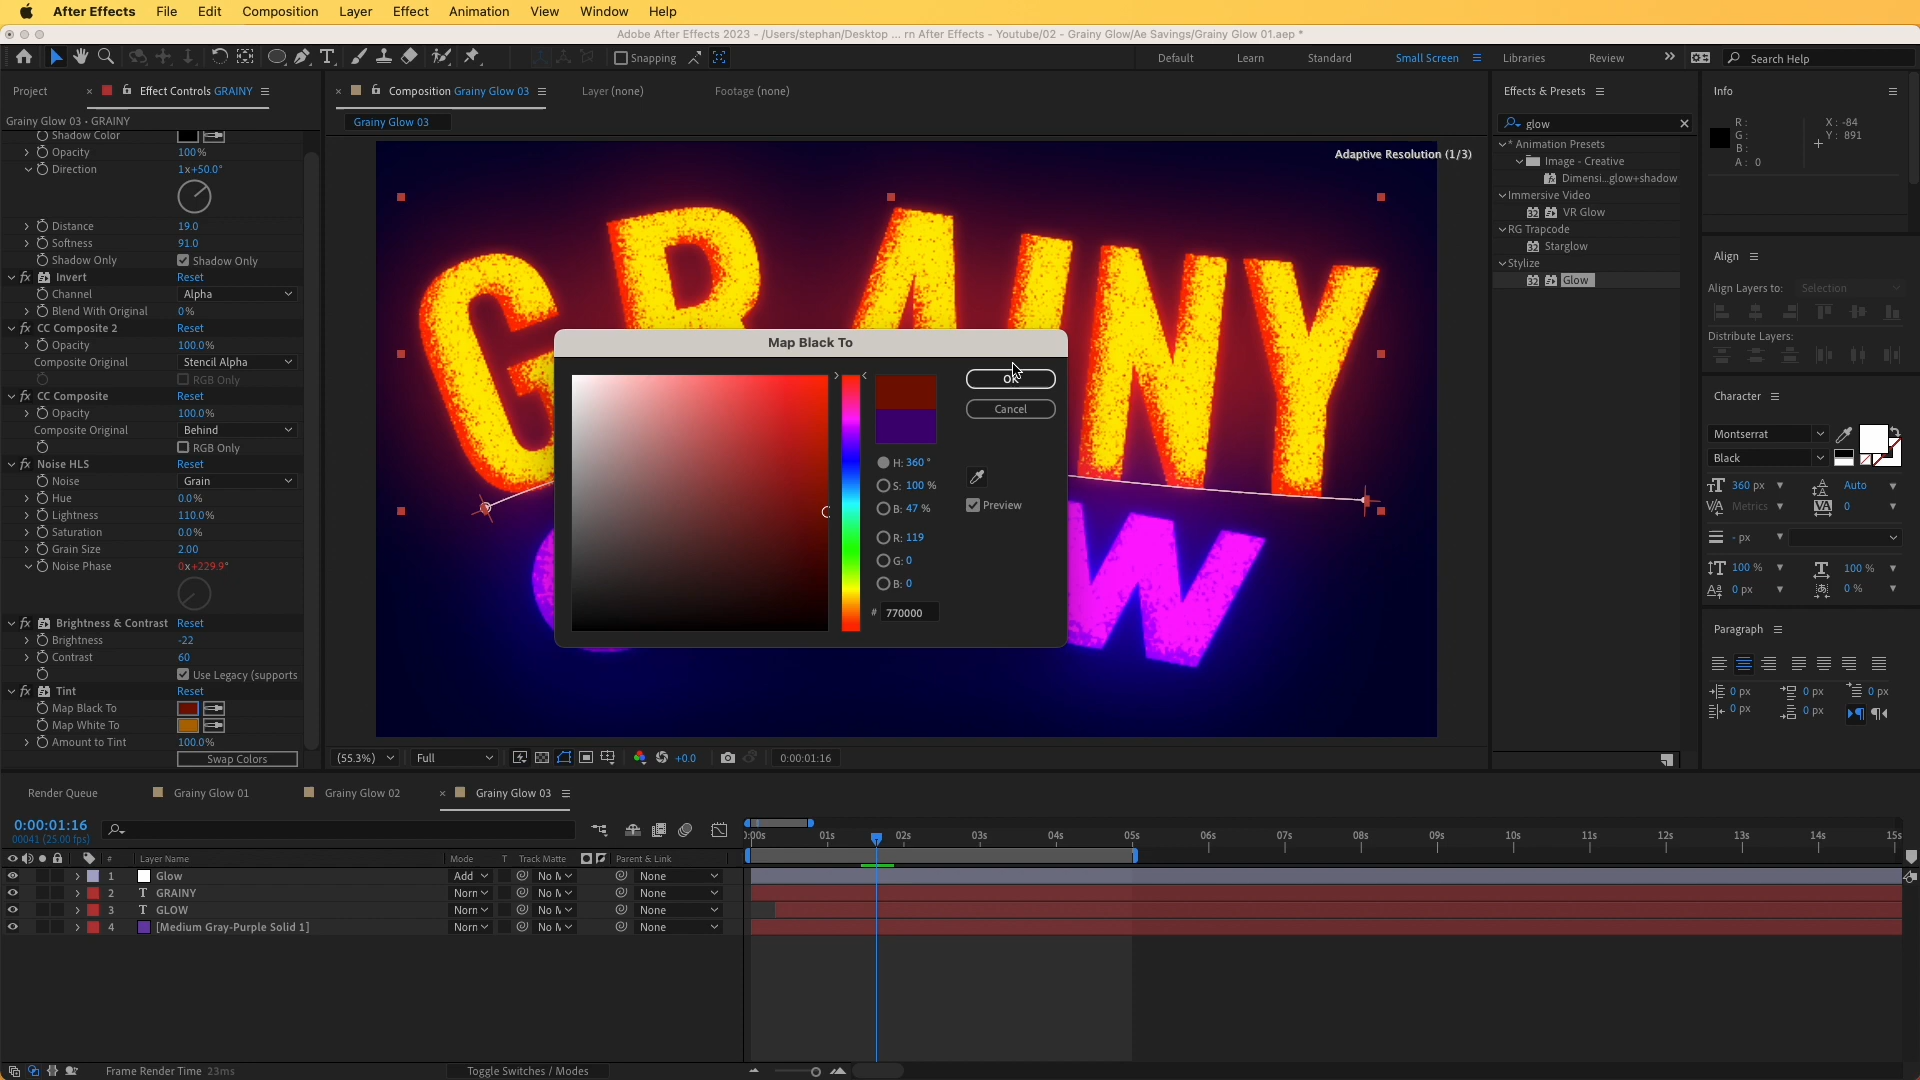 After Effects File Edit Composition Layer Effect Animation View Window Help
Adobe After Effects 2023 - /Users/stephan/Desktop ... rn After Effects - Youtube/02 - Grainy Glow/Ae Savings/Grainy Glow 01.aep *
Snapping Default Learn Standard Small Screen Libraries Review Search Help
Project Effect Controls GRAINY
Grainy Glow 03 • GRAINY
Shadow Color
Opacity 100%
Direction 1x+50.0°
Distance 19.0
Softness 91.0
Shadow Only Shadow Only
fx Invert Reset
Channel Alpha
Blend With Original 0%
fx CC Composite 2 Reset
Opacity 100.0%
Composite Original Stencil Alpha
RGB Only
fx CC Composite Reset
Opacity 100.0%
Composite Original Behind
RGB Only
fx Noise HLS Reset
Noise Grain
Hue 0.0%
Lightness 110.0%
Saturation 0.0%
Grain Size 2.00
Noise Phase 0x+229.9°
fx Brightness & Contrast Reset
Brightness -22
Contrast 60
Use Legacy (supports
fx Tint Reset
Map Black To
Map White To
Amount to Tint 100.0%
Swap Colors
Composition Grainy Glow 03 Layer (none) Footage (none)
Grainy Glow 03
Adaptive Resolution (1/3)
GRAINY
W
Map Black To
OK
Cancel
H: 360 °
S: 100 %
B: 47 %
Preview
R: 119
G: 0
B: 0
# 770000
(55.3%) Full +0.0 0:00:01:16
Effects & Presets
glow
* Animation Presets
Image - Creative
Dimensi...glow+shadow
Immersive Video
32 VR Glow
RG Trapcode
32 Starglow
Stylize
32 Glow
Info
R : X : -84
G : Y : 891
B :
A : 0
Align
Align Layers to: Selection
Distribute Layers:
Character
Montserrat
Black
360 px Auto
Metrics 0
- px
100 % 100 %
0 px 0 %
Paragraph
0 px 0 px 0 px
0 px 0 px
Render Queue Grainy Glow 01 Grainy Glow 02 Grainy Glow 03
0:00:01:16
00041 (25.00 fps)
):00s 01s 02s 03s 04s 05s 06s 07s 08s 09s 10s 11s 12s 13s 14s 15s
# Layer Name Mode T Track Matte Parent & Link
1 Glow Add No M None
2 T GRAINY Norn No M None
3 T GLOW Norn No M None
4 [Medium Gray-Purple Solid 1] Norn No M None
Frame Render Time 23ms Toggle Switches / Modes